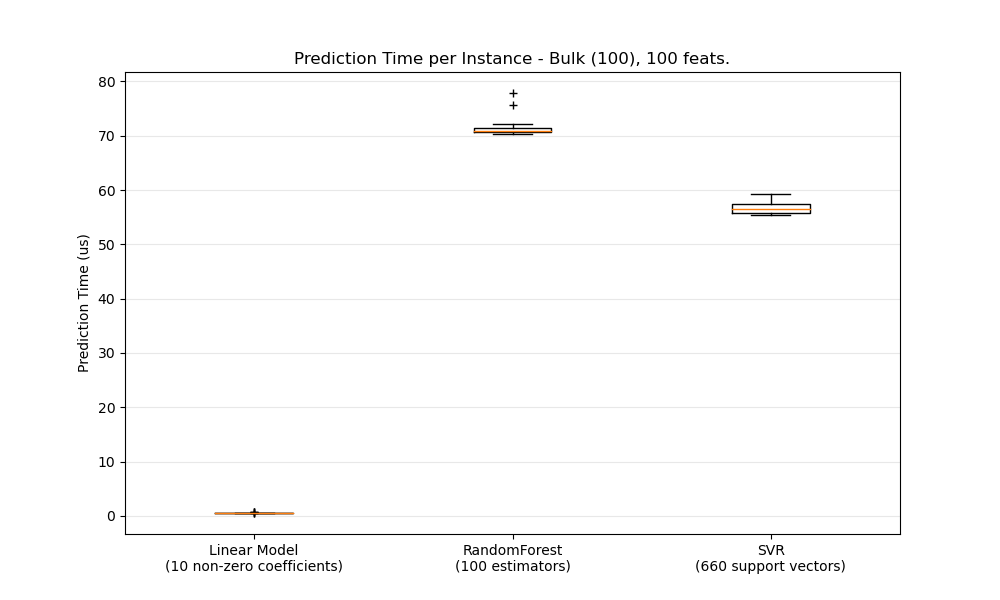 Prediction Time per Instance - Bulk (100), 100 feats.
80
70
60
50
40
30
20
10
0
Prediction Time (us)
Linear Model
(10 non-zero coefficients)
RandomForest
(100 estimators)
SVR
(660 support vectors)